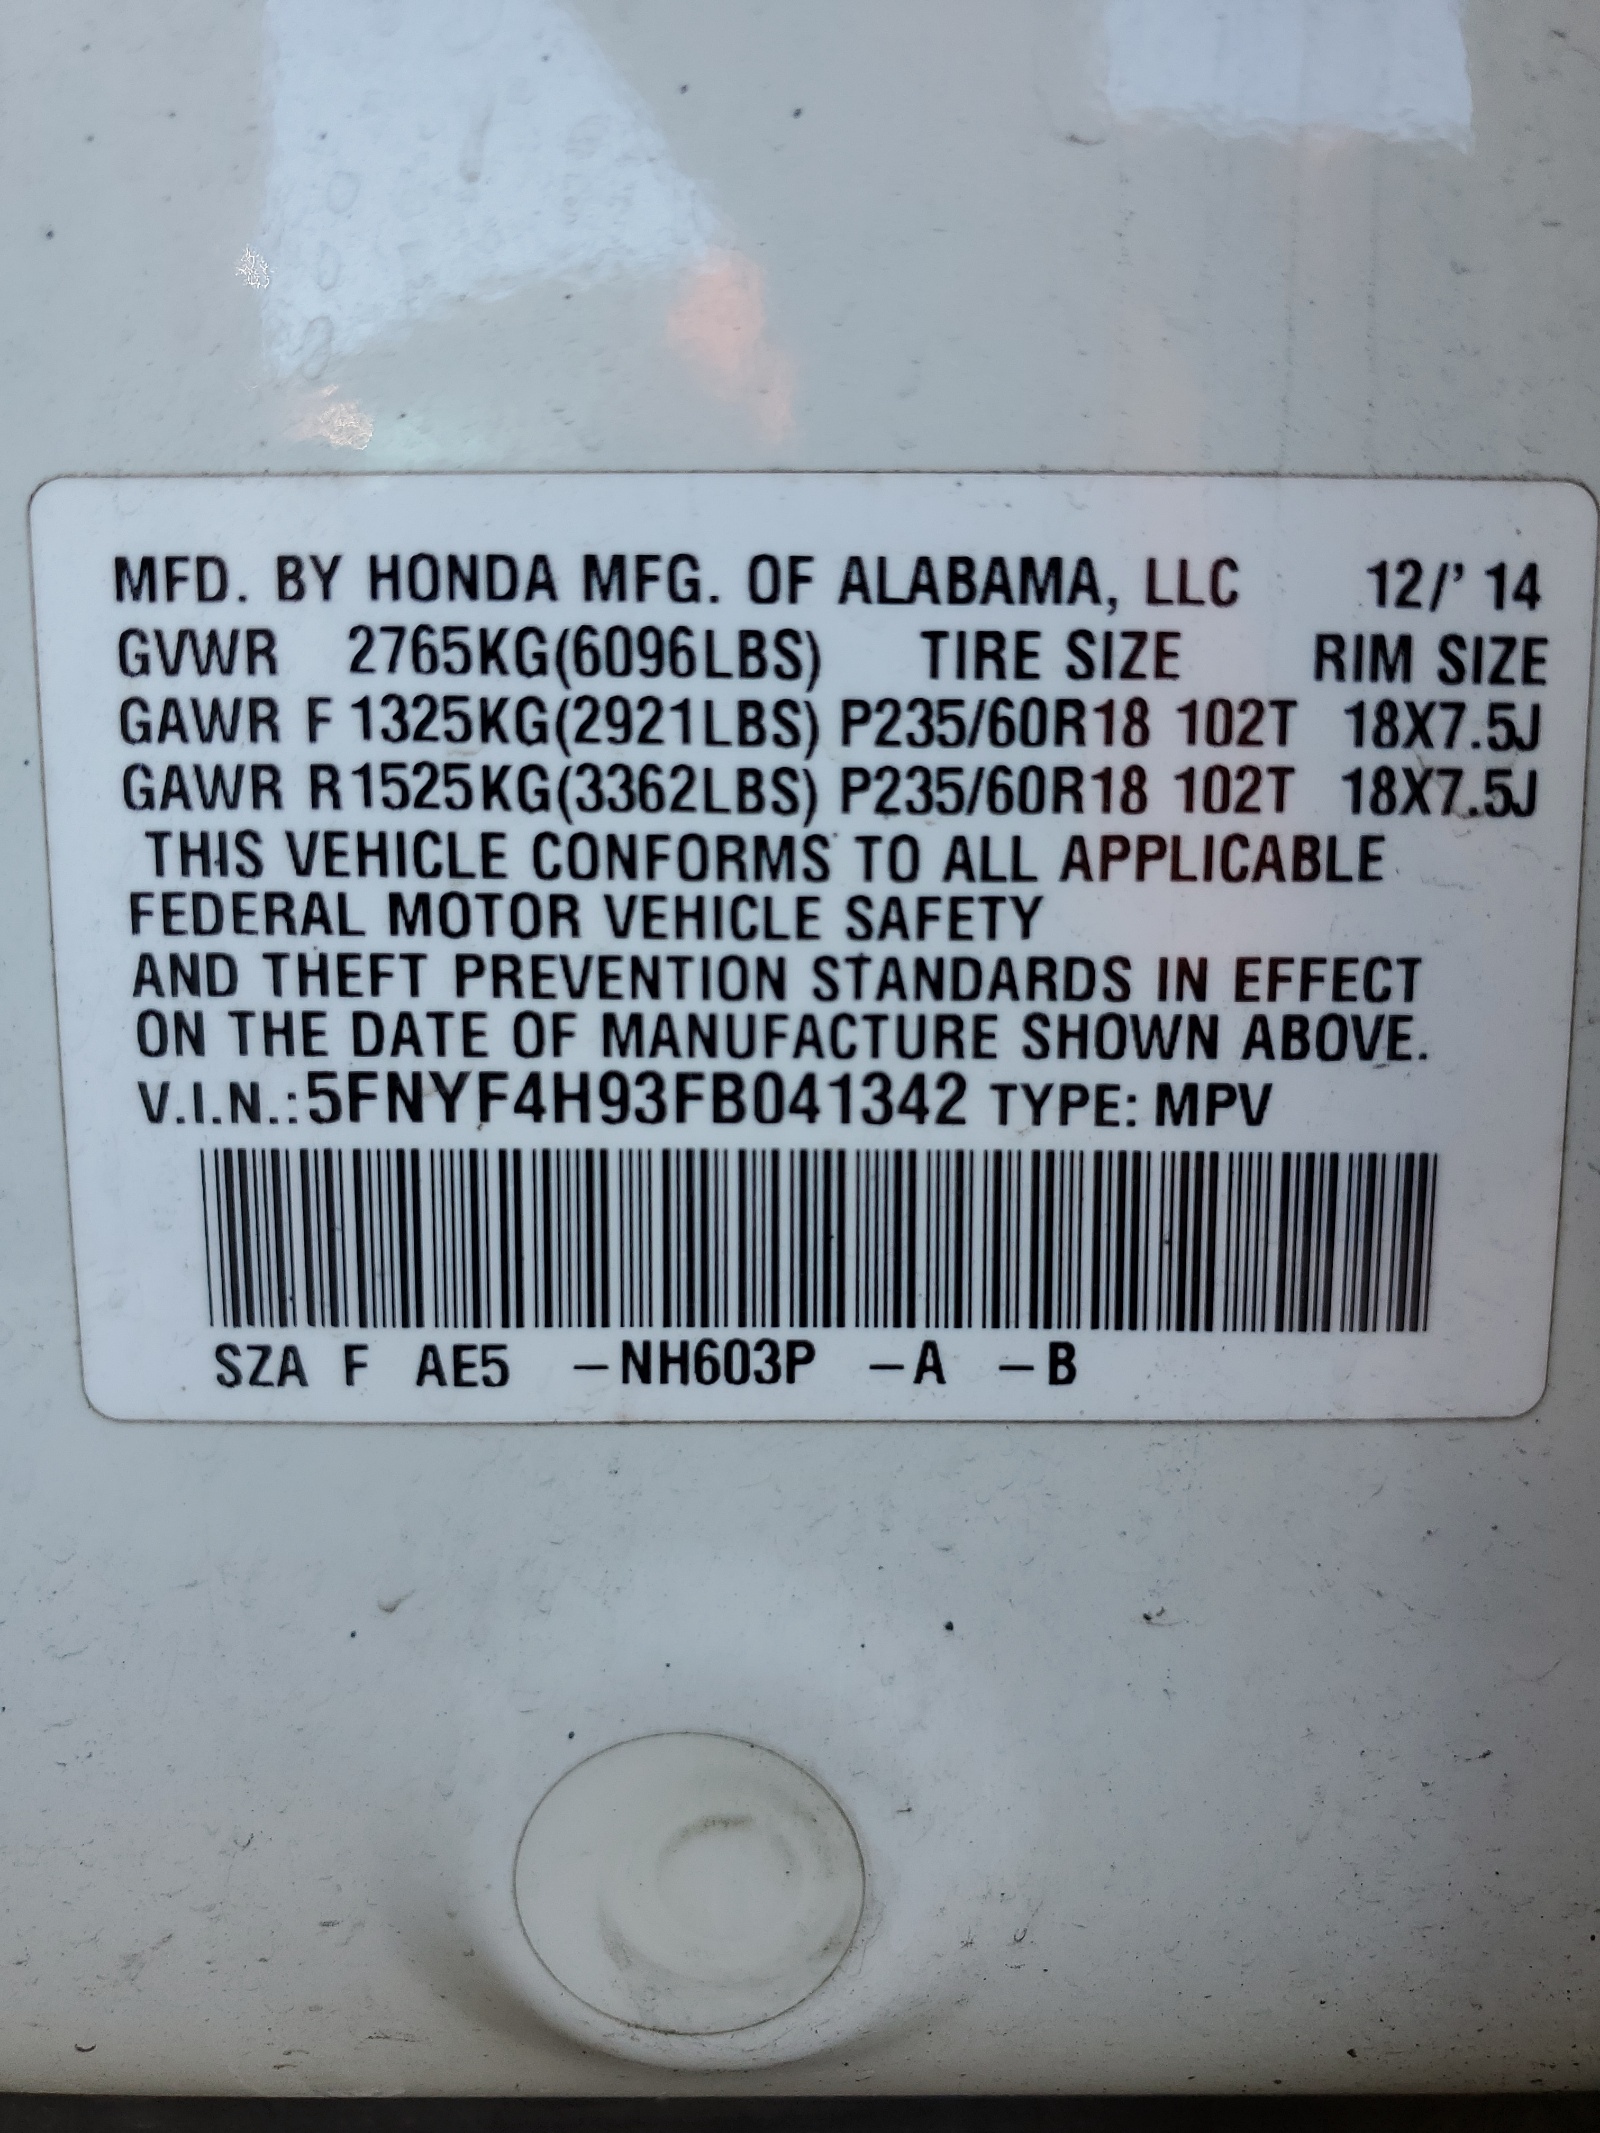 MFD. BY HONDA MFG. OF ALABAMA, LLC 12/' 14
GVWR 2765KG(6096LBS) TIRE SIZE RIM SIZE
GAWR F 1325KG(2921LBS) P235/60R18 102T 18X7.5J
GAWR R 1525KG(3362LBS) P235/60R18 102T 18X7.5J
THIS VEHICLE CONFORMS TO ALL APPLICABLE
FEDERAL MOTOR VEHICLE SAFETY
AND THEFT PREVENTION STANDARDS IN EFFECT
ON THE DATE OF MANUFACTURE SHOWN ABOVE.
V.I.N.: 5FNYF4H93FB041342 TYPE: MPV
SZA F AE5 –NH603P –A –B